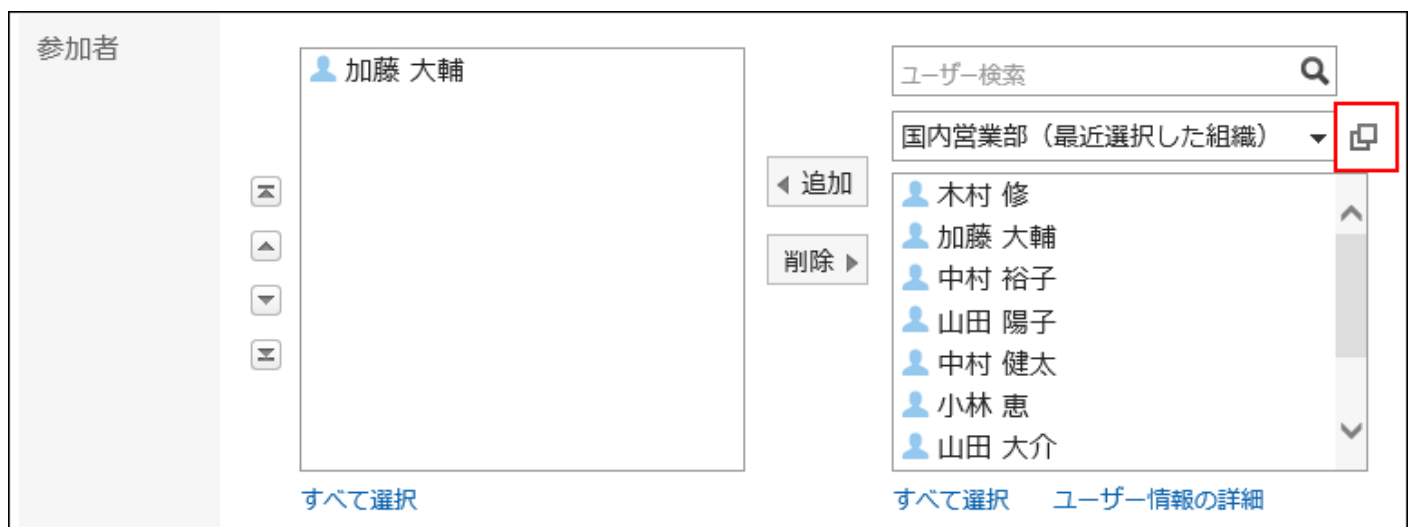 参加者
加藤 大輔
すべて選択
追加
削除
ユーザー検索
国内営業部（最近選択した組織）
木村 修
加藤 大輔
中村 裕子
山田 陽子
中村 健太
小林 恵
山田 大介
すべて選択 ユーザー情報の詳細